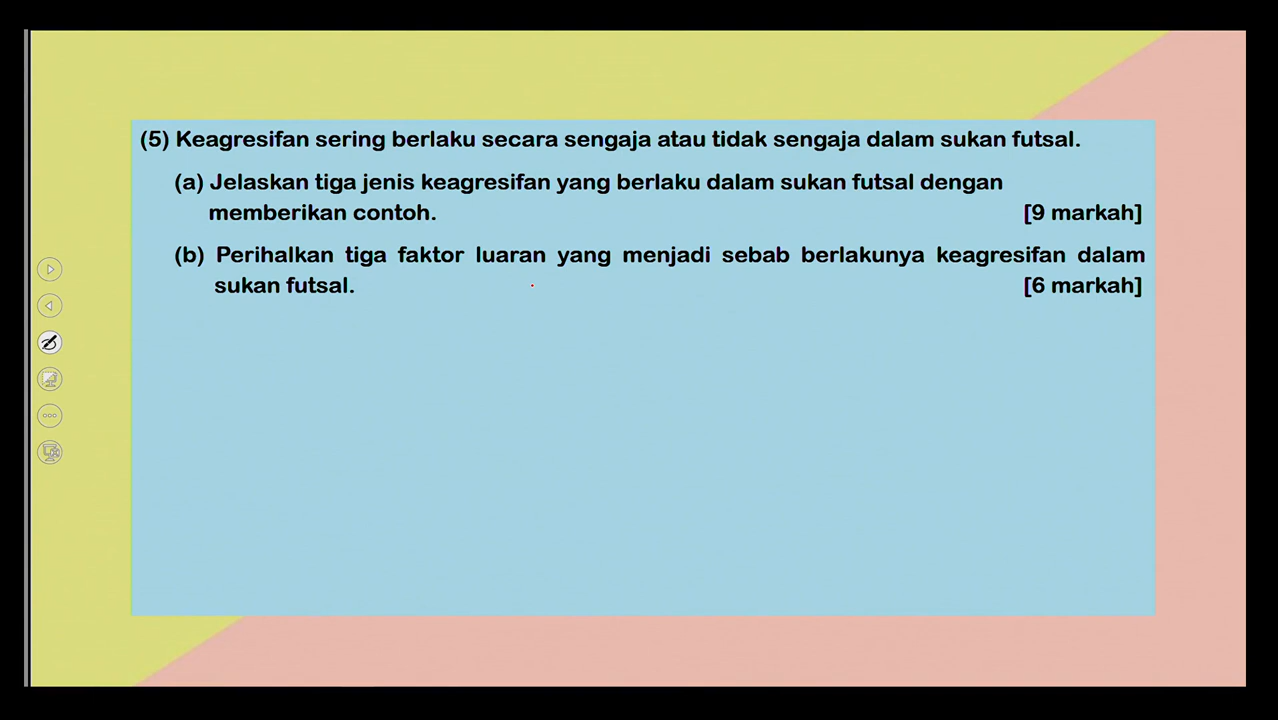 (5) Keagresifan sering berlaku secara sengaja atau tidak sengaja dalam sukan futsal.
(a) Jelaskan tiga jenis keagresifan yang berlaku dalam sukan futsal dengan
memberikan contoh. [9 markah]
(b) Perihalkan tiga faktor luaran yang menjadi sebab berlakunya keagresifan dalam
sukan futsal. [6 markah]